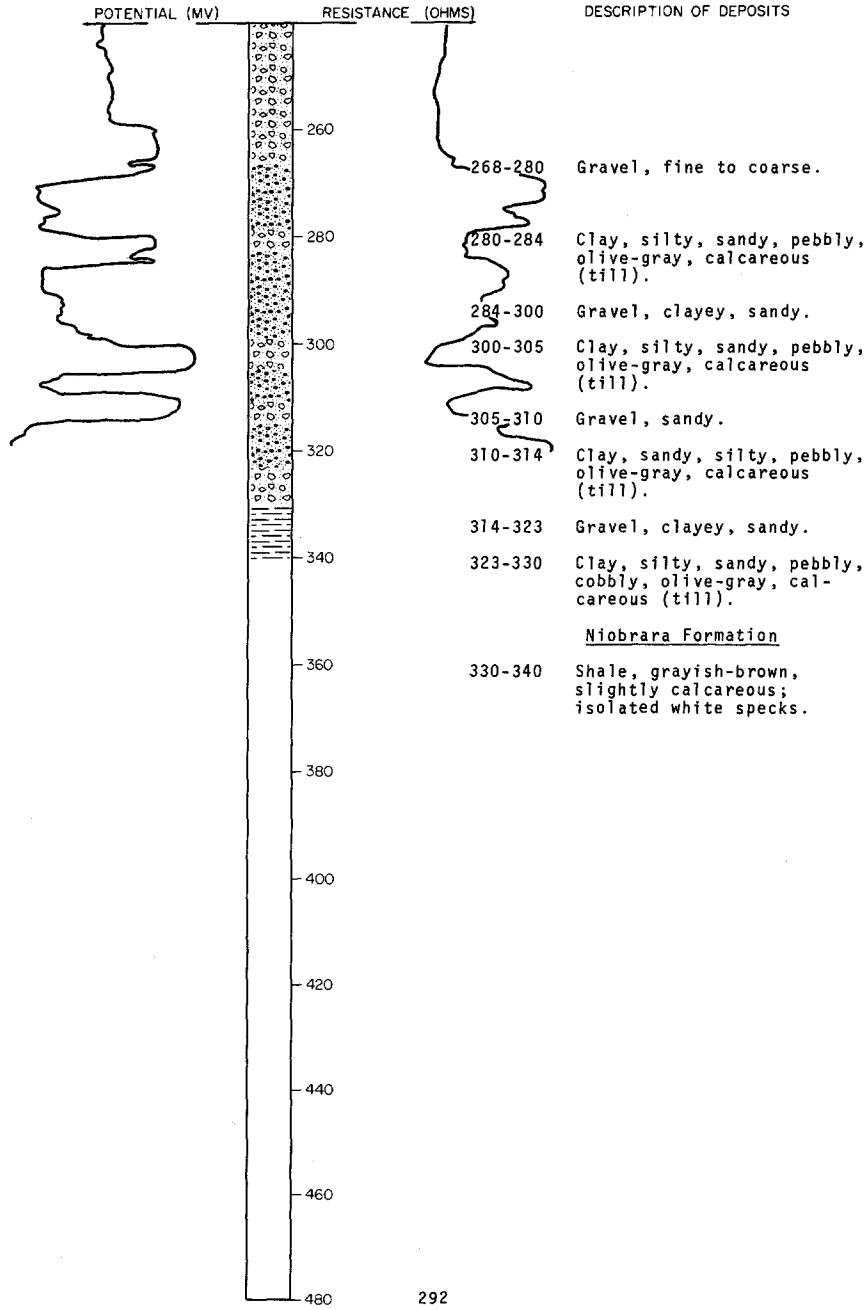 POTENTIAL (MV) RESISTANCE (OHMS) DESCRIPTION OF DEPOSITS
260
268-280 Gravel, fine to coarse.
280
280-284 Clay, silty, sandy, pebbly,
olive-gray, calcareous
(till).
284-300 Gravel, clayey, sandy.
300
300-305 Clay, silty, sandy, pebbly,
olive-gray, calcareous
(till).
305-310 Gravel, sandy.
320
310-314 Clay, sandy, silty, pebbly,
olive-gray, calcareous
(till).
314-323 Gravel, clayey, sandy.
340
323-330 Clay, silty, sandy, pebbly,
cobbly, olive-gray, cal-
careous (till).
Niobrara Formation
360
330-340 Shale, grayish-brown,
slightly calcareous;
isolated white specks.
380
400
420
440
460
480
292